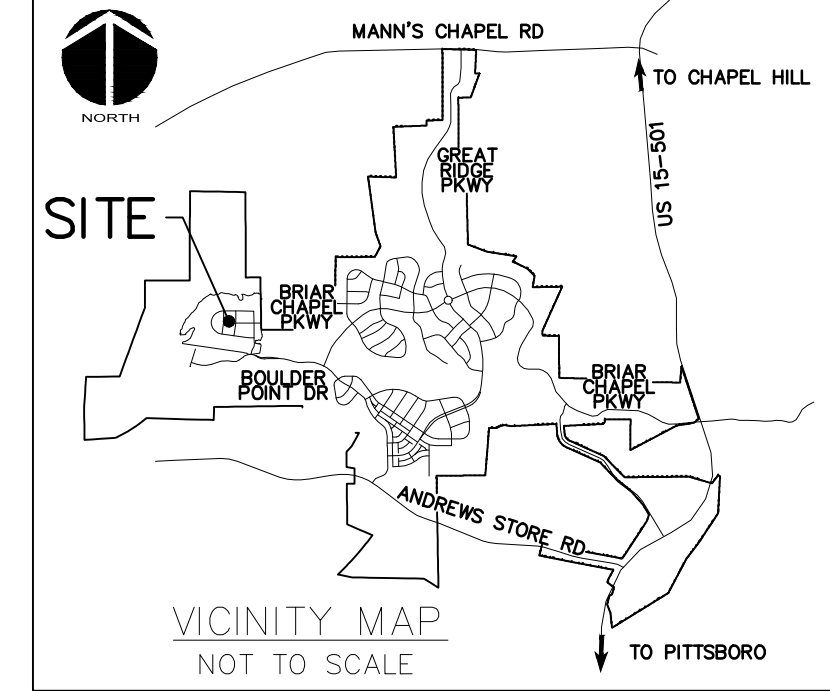 MANN'S CHAPEL RD
TO CHAPEL HILL
NORTH
US 15-501
GREAT
RIDGE
PKWY
SITE
BRIAR
CHAPEL
PKWY
BOULDER
POINT DR
BRIAR
CHAPEL
PKWY
ANDREWS STORE RD
VICINITY MAP
NOT TO SCALE
TO PITTSBORO